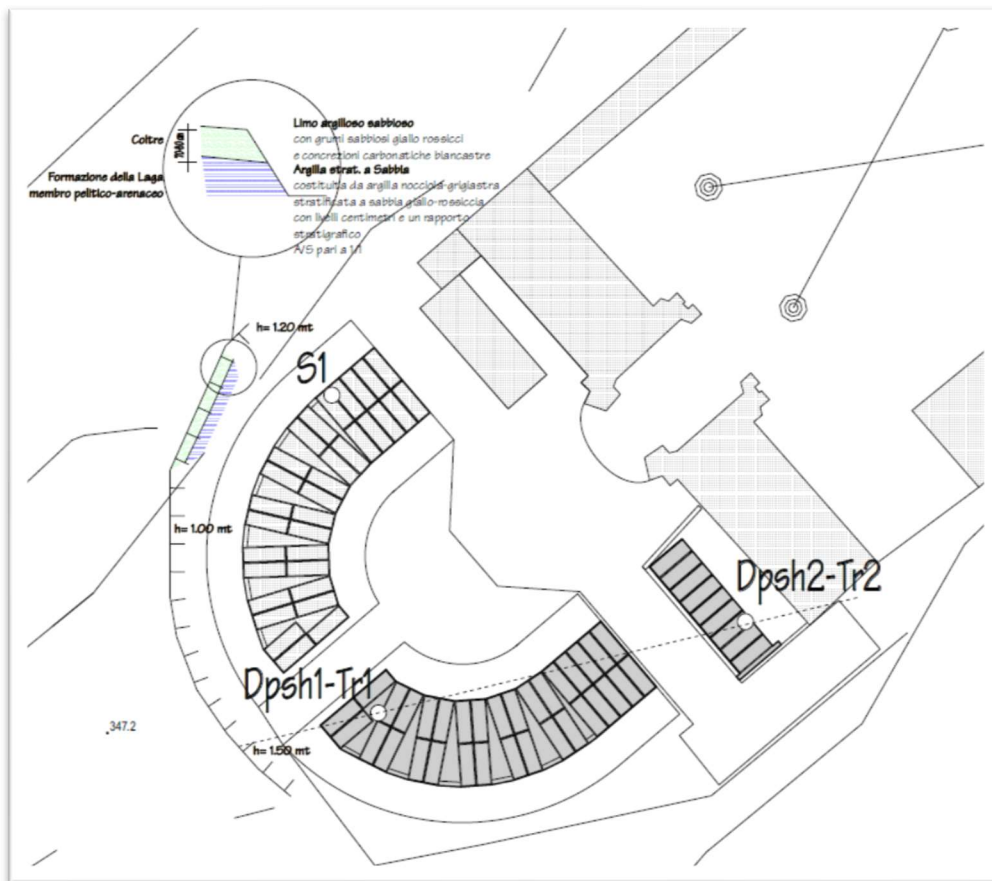 Coltre
Formazione della Laga
membro pelitico-arenaceo
Limo argilloso sabbioso
con grumi sabbiosi giallo rossicci
e concrezioni carbonatiche biancastre
Argilla strat. a Sabbia
costituita da argilla nocciola-grigiastra
stratificata a sabbia giallo-rossiccia
con livelli centimetri e un rapporto
stratigrafico
A/S pari a 1/1
h= 1.20 mt
S1
h= 1.00 mt
Dpsh2-Tr2
Dpsh1-Tr1
.347.2
h= 1.50 mt